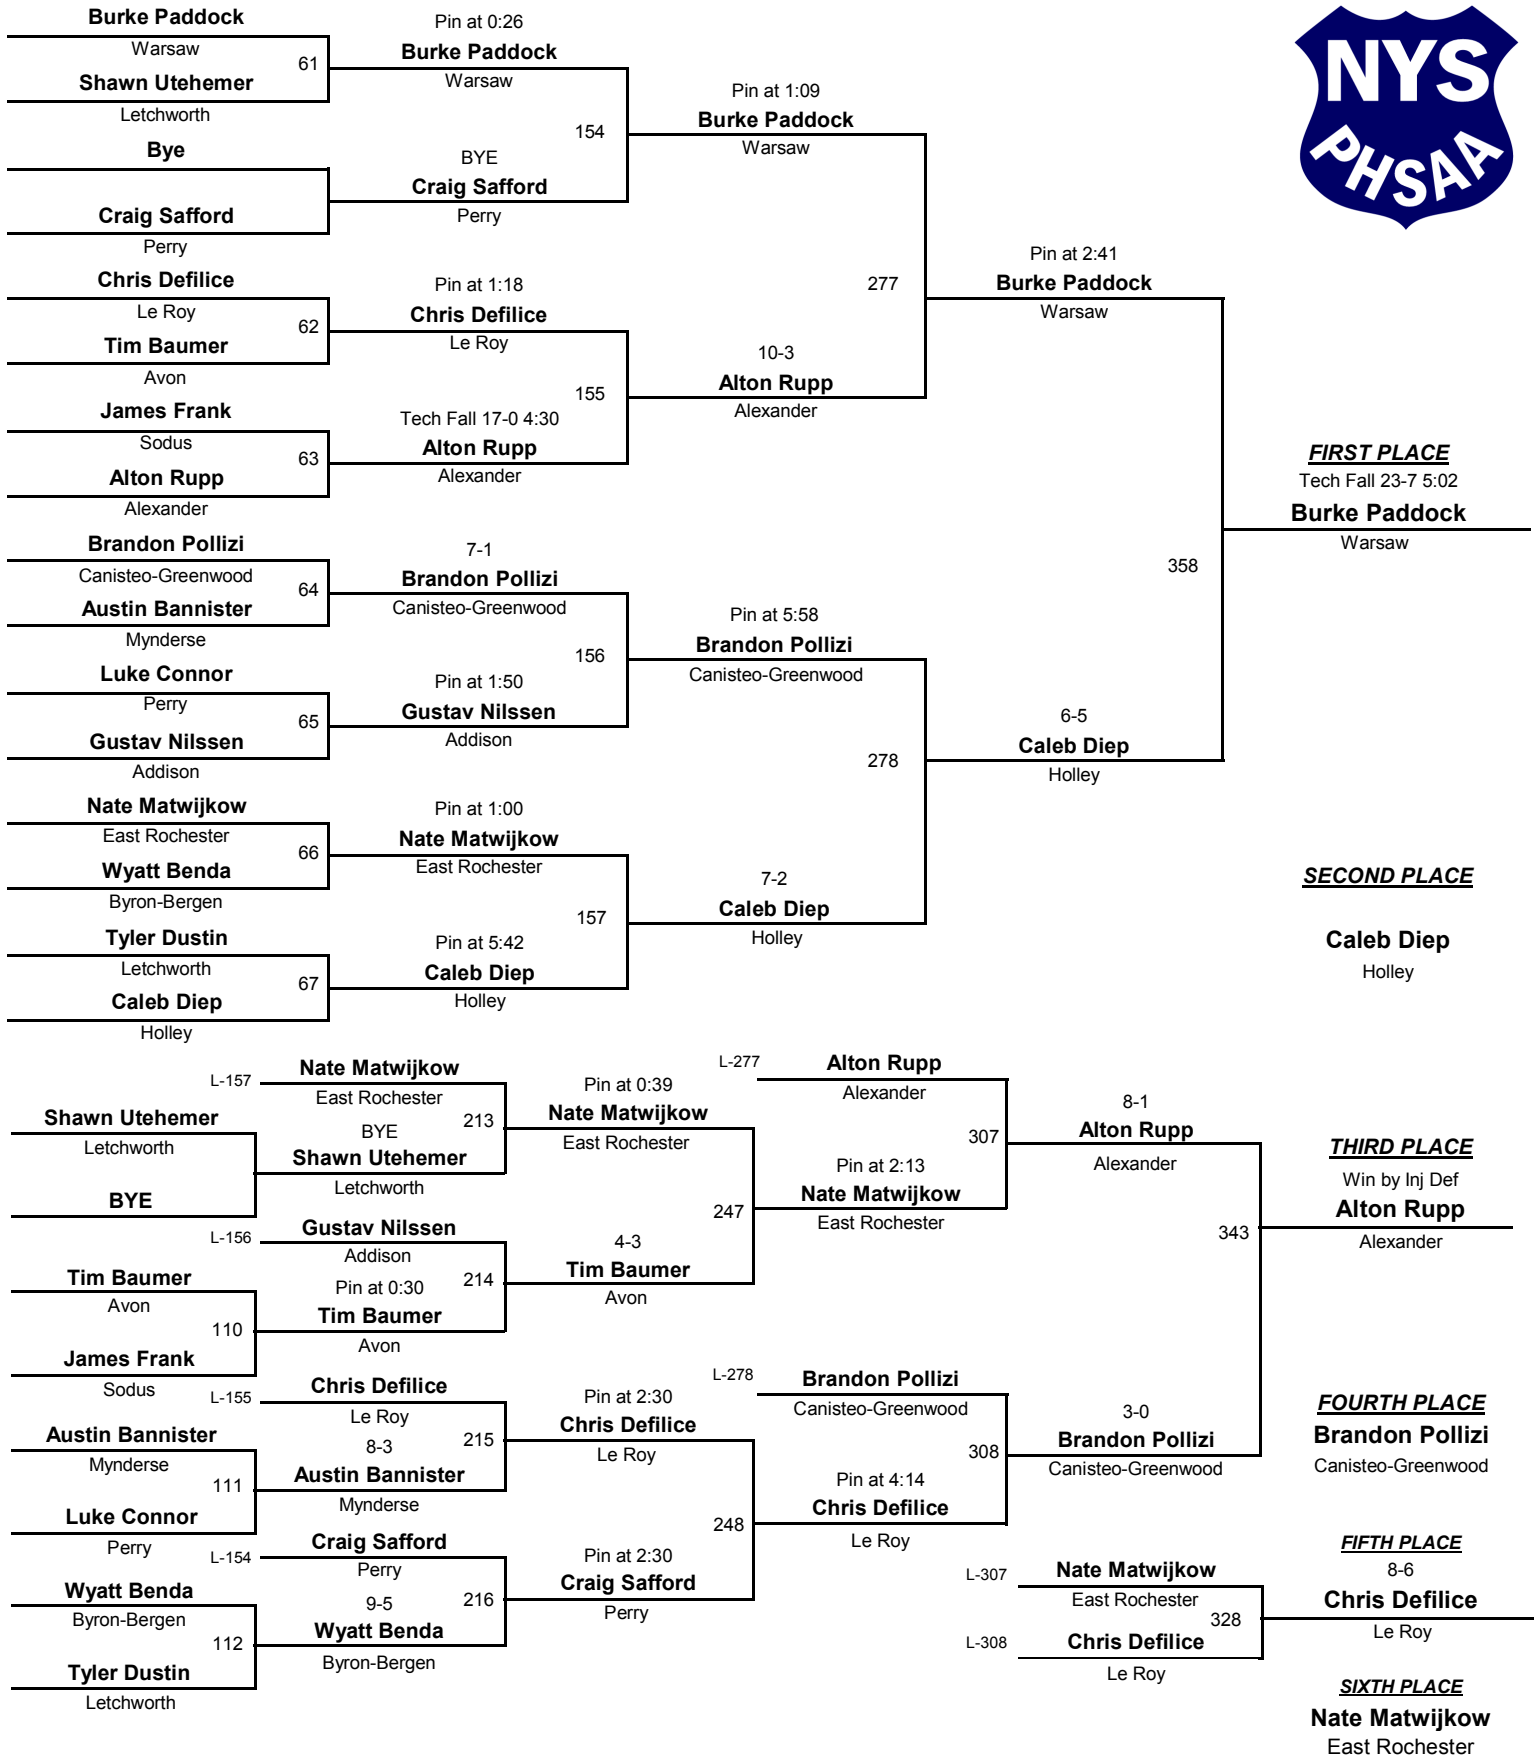 Burke Paddock
Warsaw
61
Shawn Utehemer
Letchworth
Bye
Craig Safford
Perry
Chris Defilice
Le Roy
62
Tim Baumer
Avon
James Frank
Sodus
63
Alton Rupp
Alexander
Brandon Pollizi
Canisteo-Greenwood
64
Austin Bannister
Mynderse
Luke Connor
Perry
65
Gustav Nilssen
Addison
Nate Matwijkow
East Rochester
66
Wyatt Benda
Byron-Bergen
Tyler Dustin
Letchworth
67
Caleb Diep
Holley
Pin at 0:26
Burke Paddock
Warsaw
154
BYE
Craig Safford
Perry
Pin at 1:18
Chris Defilice
Le Roy
155
Tech Fall 17-0 4:30
Alton Rupp
Alexander
7-1
Brandon Pollizi
Canisteo-Greenwood
156
Pin at 1:50
Gustav Nilssen
Addison
Pin at 1:00
Nate Matwijkow
East Rochester
157
Pin at 5:42
Caleb Diep
Holley
Pin at 1:09
Burke Paddock
Warsaw
277
10-3
Alton Rupp
Alexander
Pin at 5:58
Brandon Pollizi
Canisteo-Greenwood
278
7-2
Caleb Diep
Holley
Pin at 2:41
Burke Paddock
Warsaw
358
6-5
Caleb Diep
Holley
NYS
PHSAA
FIRST PLACE
Tech Fall 23-7 5:02
Burke Paddock
Warsaw
SECOND PLACE
Caleb Diep
Holley
L-157
Nate Matwijkow
East Rochester
213
Shawn Utehemer
Letchworth
BYE
BYE
Shawn Utehemer
Letchworth
L-156
Gustav Nilssen
Addison
214
Tim Baumer
Avon
110
James Frank
Sodus
Pin at 0:30
Tim Baumer
Avon
L-155
Chris Defilice
Le Roy
215
Austin Bannister
Mynderse
111
Luke Connor
Perry
8-3
Austin Bannister
Mynderse
L-154
Craig Safford
Perry
216
Wyatt Benda
Byron-Bergen
112
Tyler Dustin
Letchworth
9-5
Wyatt Benda
Byron-Bergen
Pin at 0:39
Nate Matwijkow
East Rochester
247
4-3
Tim Baumer
Avon
Pin at 2:30
Chris Defilice
Le Roy
248
Pin at 2:30
Craig Safford
Perry
L-277
Alton Rupp
Alexander
307
Pin at 2:13
Nate Matwijkow
East Rochester
L-278
Brandon Pollizi
Canisteo-Greenwood
308
Pin at 4:14
Chris Defilice
Le Roy
8-1
Alton Rupp
Alexander
343
3-0
Brandon Pollizi
Canisteo-Greenwood
L-307
Nate Matwijkow
East Rochester
328
L-308
Chris Defilice
Le Roy
THIRD PLACE
Win by Inj Def
Alton Rupp
Alexander
FOURTH PLACE
Brandon Pollizi
Canisteo-Greenwood
FIFTH PLACE
8-6
Chris Defilice
Le Roy
SIXTH PLACE
Nate Matwijkow
East Rochester